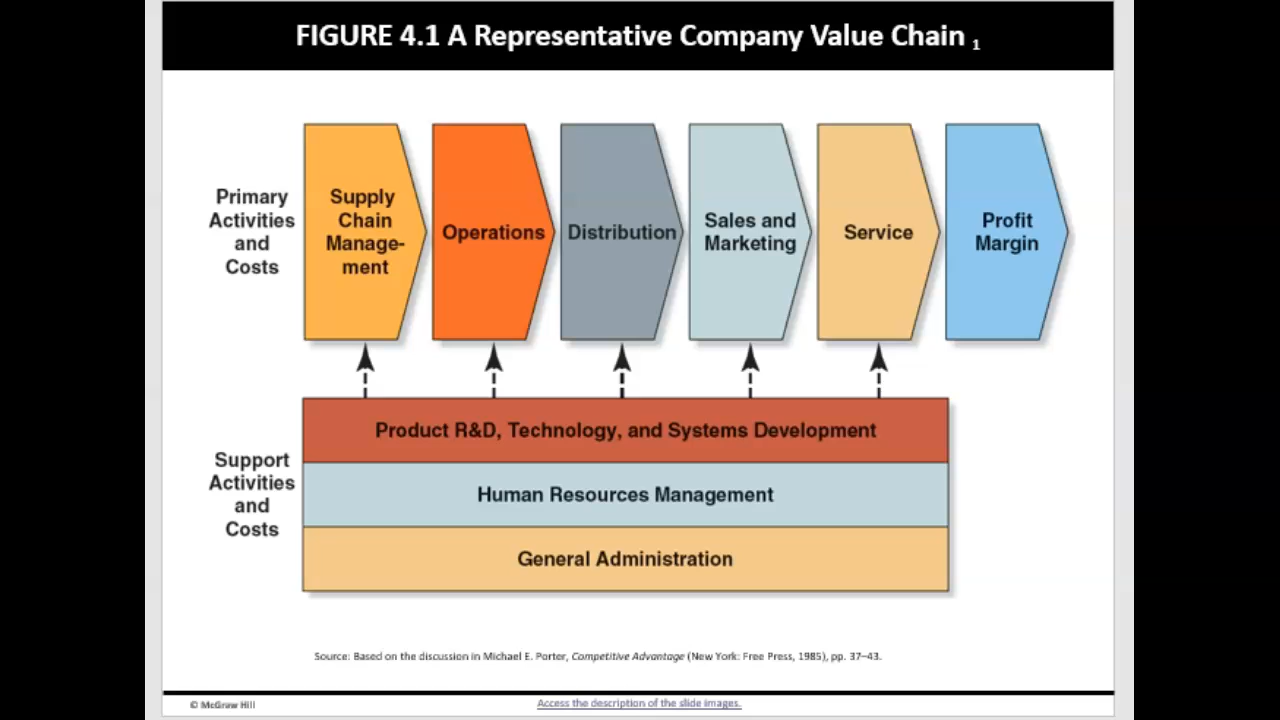 FIGURE 4.1 A Representative Company Value Chain 1
Primary
Activities
and
Costs
Supply
Chain
Manage-
ment
Operations
Distribution
Sales and
Marketing
Service
Profit
Margin
Support
Activities
and
Costs
Product R&D, Technology, and Systems Development
Human Resources Management
General Administration
Source: Based on the discussion in Michael E. Porter, Competitive Advantage (New York: Free Press, 1985), pp. 37–43.
© McGraw Hill
Access the description of the slide images.